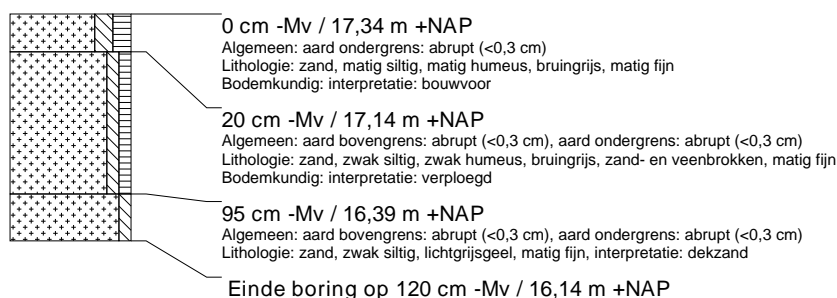 0 cm -Mv / 17,34 m +NAP
Algemeen: aard ondergrens: abrupt (<0,3 cm)
Lithologie: zand, matig siltig, matig humeus, bruingrijs, matig fijn
Bodemkundig: interpretatie: bouwvoor
20 cm -Mv / 17,14 m +NAP
Algemeen: aard bovengrens: abrupt (<0,3 cm), aard ondergrens: abrupt (<0,3 cm)
Lithologie: zand, zwak siltig, zwak humeus, bruingrijs, zand- en veenbrokken, matig fijn
Bodemkundig: interpretatie: verploegd
95 cm -Mv / 16,39 m +NAP
Algemeen: aard bovengrens: abrupt (<0,3 cm), aard ondergrens: abrupt (<0,3 cm)
Lithologie: zand, zwak siltig, lichtgrijsgeel, matig fijn, interpretatie: dekzand
Einde boring op 120 cm -Mv / 16,14 m +NAP